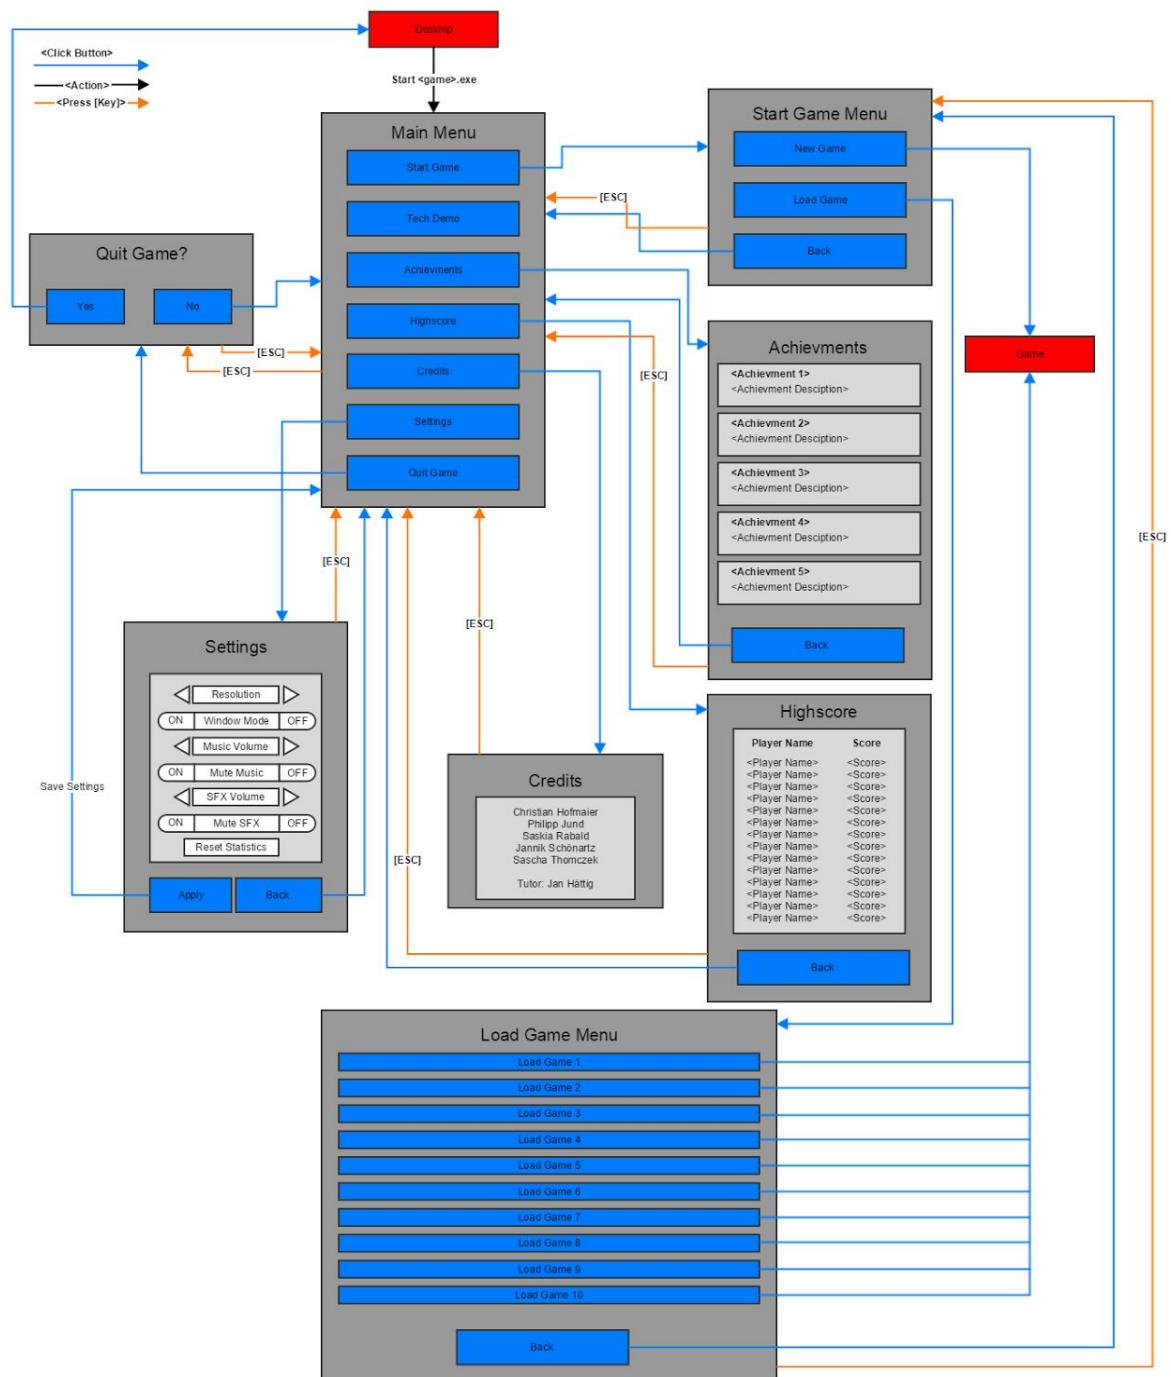 Desktop
<Click Button>
<Action>
<Press [Key]>
Start <game>.exe
Main Menu
Start Game
Tech Demo
Achievments
Highscore
Credits
Settings
Quit Game
Start Game Menu
New Game
Load Game
Back
[ESC]
Quit Game?
Yes
No
[ESC]
[ESC]
Game
Achievments
<Achievment 1>
<Achievment Desciption>
<Achievment 2>
<Achievment Desciption>
<Achievment 3>
<Achievment Desciption>
<Achievment 4>
<Achievment Desciption>
<Achievment 5>
<Achievment Desciption>
Back
[ESC]
[ESC]
[ESC]
[ESC]
[ESC]
Settings
Resolution
ON Window Mode OFF
Music Volume
ON Mute Music OFF
SFX Volume
ON Mute SFX OFF
Reset Statistics
Apply
Back
Save Settings
Credits
Christian Hofmaier
Philipp Jund
Saskia Rabald
Jannik Schönartz
Sascha Thomczek
Tutor: Jan Hättig
Highscore
Player Name Score
<Player Name> <Score>
<Player Name> <Score>
<Player Name> <Score>
<Player Name> <Score>
<Player Name> <Score>
<Player Name> <Score>
<Player Name> <Score>
<Player Name> <Score>
<Player Name> <Score>
<Player Name> <Score>
<Player Name> <Score>
<Player Name> <Score>
<Player Name> <Score>
<Player Name> <Score>
Back
Load Game Menu
Load Game 1
Load Game 2
Load Game 3
Load Game 4
Load Game 5
Load Game 6
Load Game 7
Load Game 8
Load Game 9
Load Game 10
Back